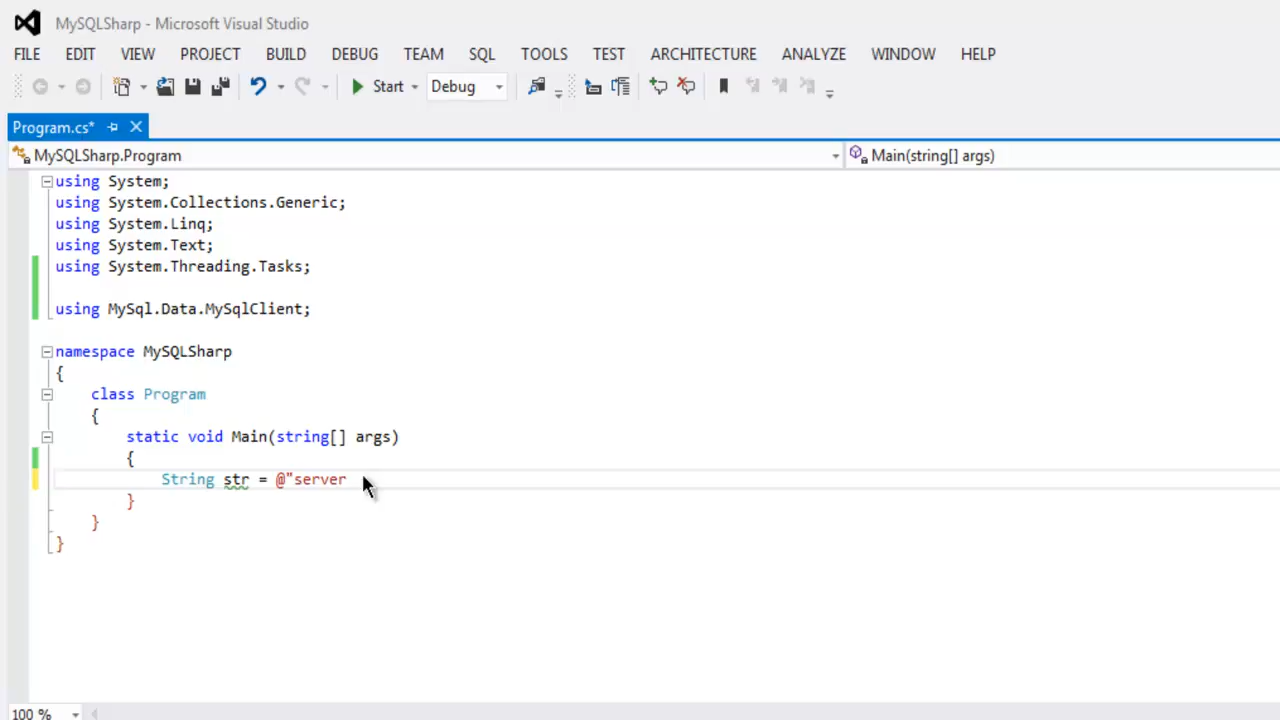 MySQLSharp - Microsoft Visual Studio
FILE EDIT VIEW PROJECT BUILD DEBUG TEAM SQL TOOLS TEST ARCHITECTURE ANALYZE WINDOW HELP
Start Debug
Program.cs*
MySQLSharp.Program Main(string[] args)
using System;
using System.Collections.Generic;
using System.Linq;
using System.Text;
using System.Threading.Tasks;
using MySql.Data.MySqlClient;
namespace MySQLSharp
{
class Program
{
static void Main(string[] args)
{
String str = @"server
}
}
}
100 %